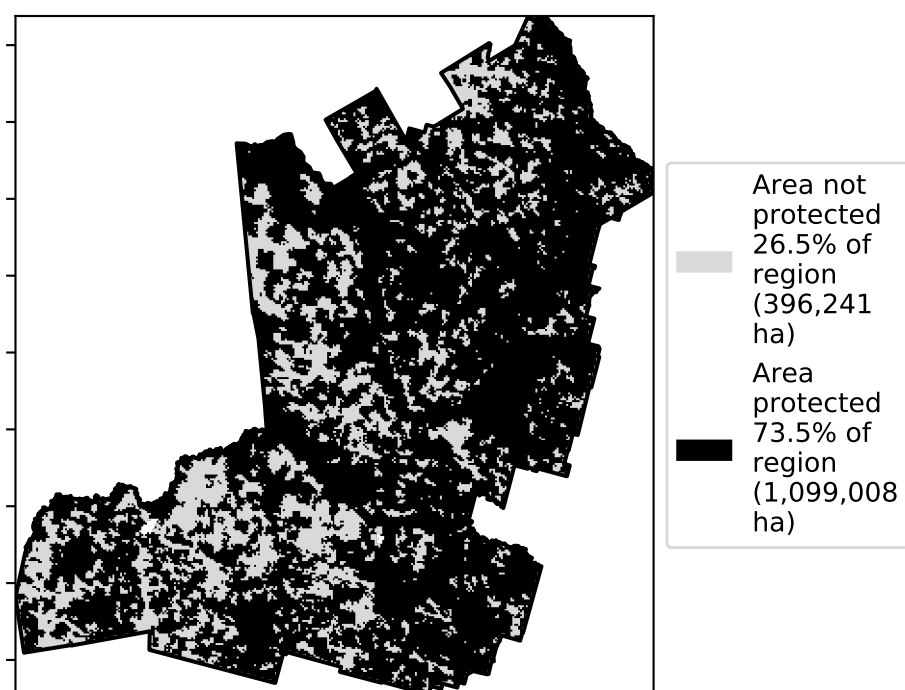 Area not
protected
26.5% of
region
(396,241
ha)
Area
protected
73.5% of
region
(1,099,008
ha)